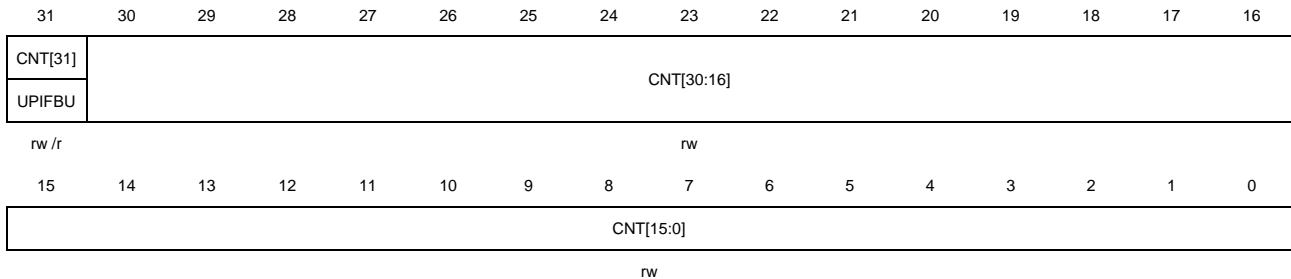 31 30 29 28 27 26 25 24 23 22 21 20 19 18 17 16
CNT[31]
CNT[30:16]
UPIFBU
rw /r rw
15 14 13 12 11 10 9 8 7 6 5 4 3 2 1 0
CNT[15:0]
rw